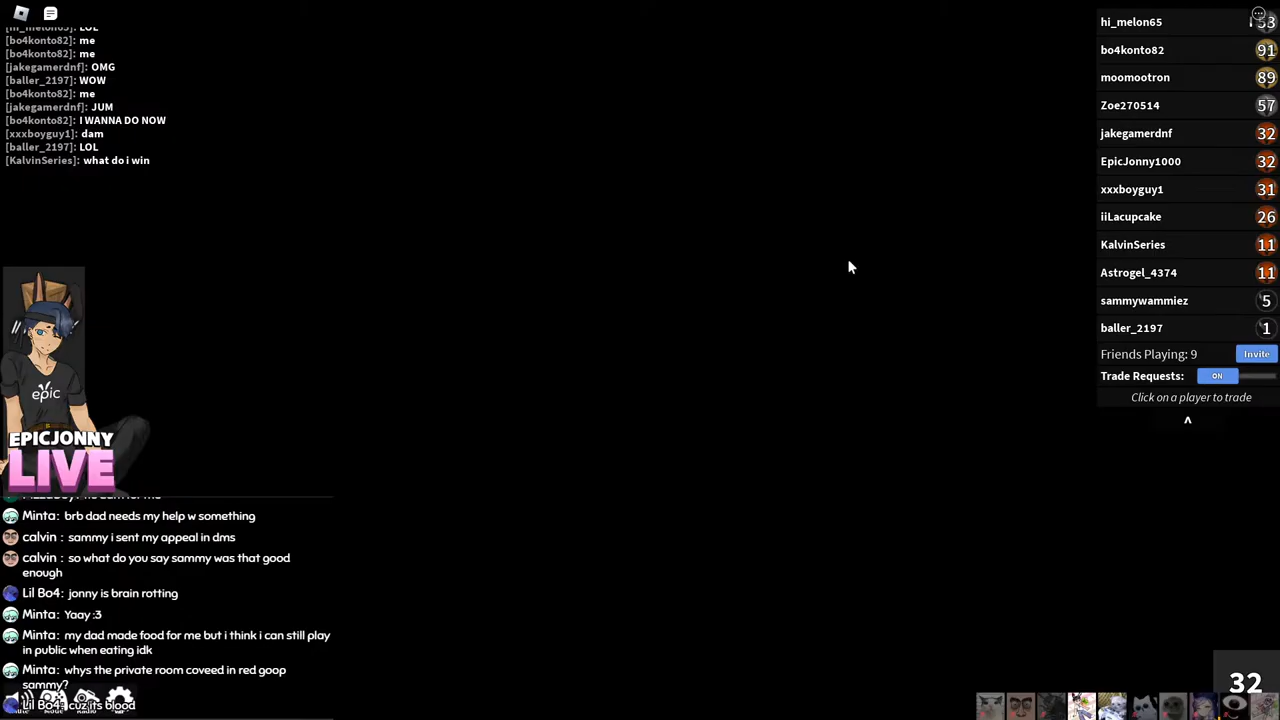 [hi_melon65]: LOL
[bo4konto82]: me
[bo4konto82]: me
[jakegamerdnf]: OMG
[baller_2197]: WOW
[bo4konto82]: me
[jakegamerdnf]: JUM
[bo4konto82]: I WANNA DO NOW
[xxxboyguy1]: dam
[baller_2197]: LOL
[KalvinSeries]: what do i win
hi_melon65 53
bo4konto82 91
moomootron 89
Zoe270514 57
jakegamerdnf 32
EpicJonny1000 32
xxxboyguy1 31
iiLacupcake 26
KalvinSeries 11
Astrogel_4374 11
sammywammiez 5
baller_2197 1
Friends Playing: 9 Invite
Trade Requests: ON
Click on a player to trade
^
epic
EPICJONNY
LIVE
Minta: brb dad needs my help w something
calvin : sammy i sent my appeal in dms
calvin : so what do you say sammy was that good
enough
Lil Bo4: jonny is brain rotting
Minta: Yaay :3
Minta: my dad made food for me but i think i can still play
in public when eating idk
Minta: whys the private room coveed in red goop
sammy?
Lil Bo4: cuz its blood
32